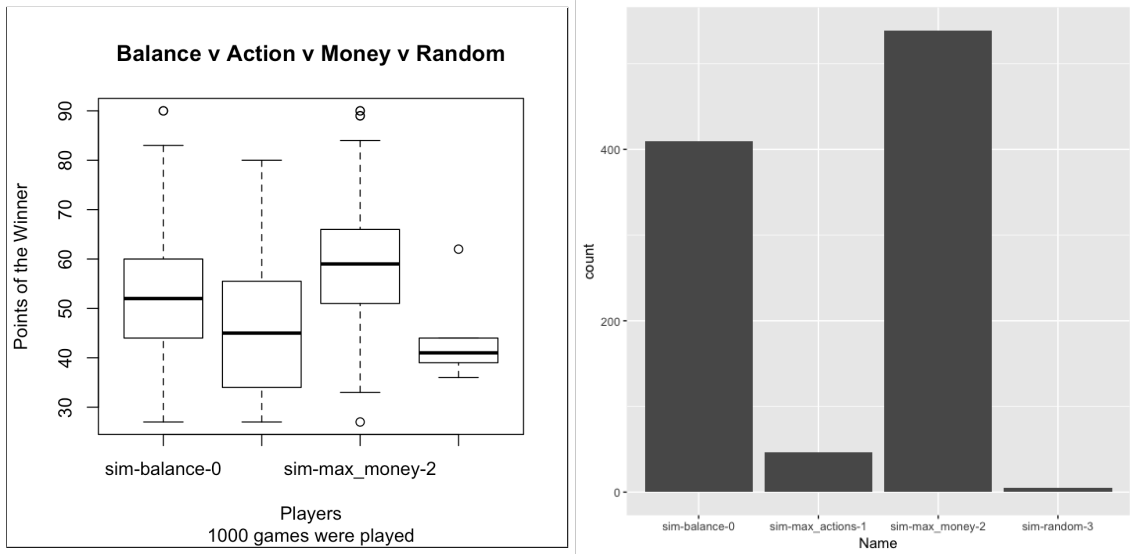 Balance v Action v Money v Random
Points of the Winner
90
80
70
60
50
40
30
sim-balance-0 sim-max_money-2
Players
1000 games were played
count
400
200
0
sim-balance-0 sim-max_actions-1 sim-max_money-2 sim-random-3
Name